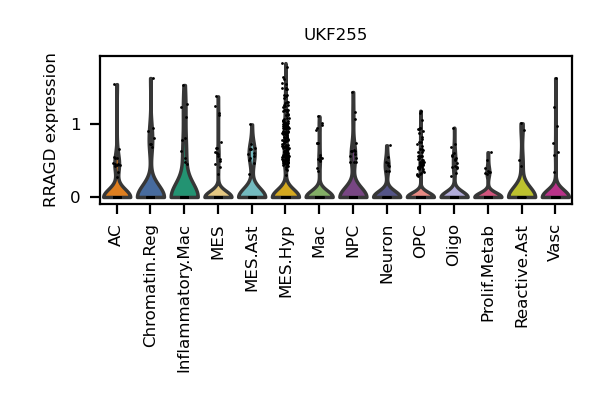 UKF255
RRAGD expression
1
0
AC
Chromatin.Reg
Inflammatory.Mac
MES
MES.Ast
MES.Hyp
Mac
NPC
Neuron
OPC
Oligo
Prolif.Metab
Reactive.Ast
Vasc